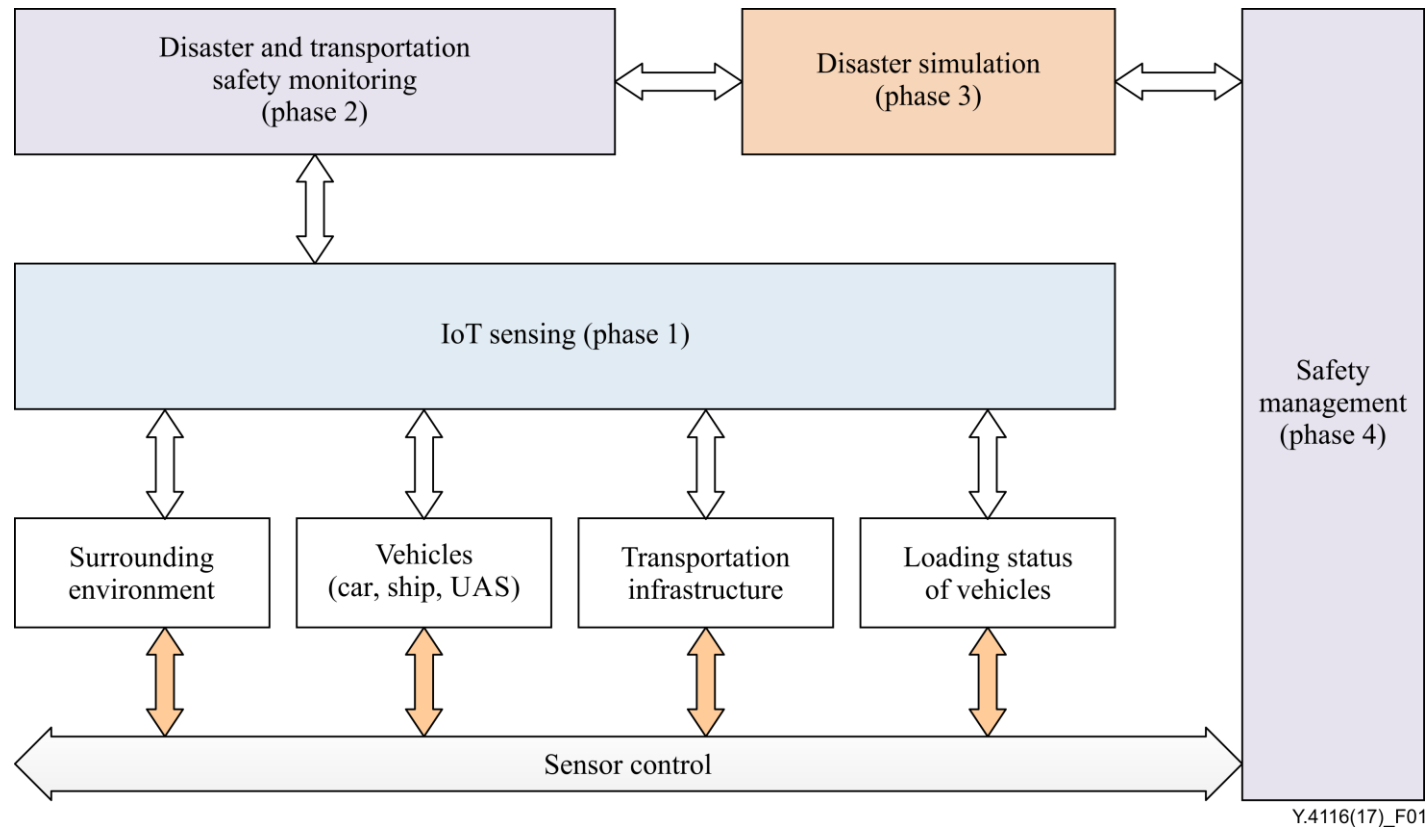 Disaster and transportation
safety monitoring
(phase 2)
Disaster simulation
(phase 3)
IoT sensing (phase 1)
Safety
management
(phase 4)
Surrounding
environment
Vehicles
(car, ship, UAS)
Transportation
infrastructure
Loading status
of vehicles
Sensor control
Y.4116(17)_F01